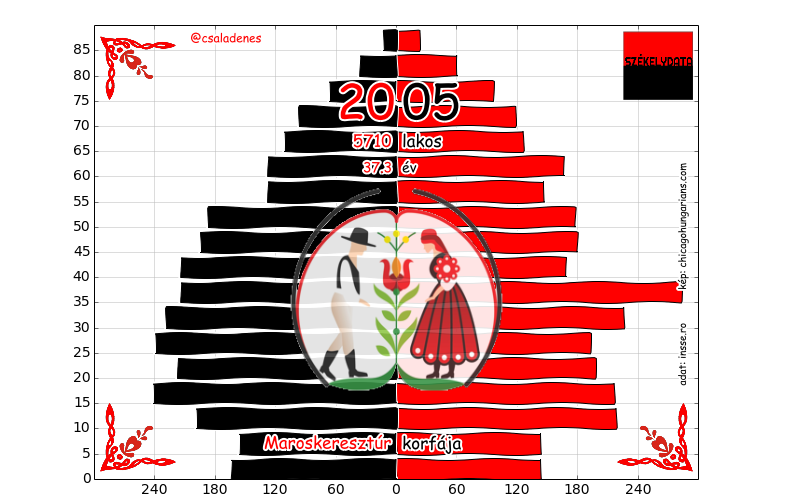 @csaladenes
SZÉKELYDATA
2005
5710 lakos
37.3 év
kép: chicagohungarians.com
adat: insse.ro
Maroskeresztúr korfája
85
80
75
70
65
60
55
50
45
40
35
30
25
20
15
10
5
0
240 180 120 60 0 60 120 180 240